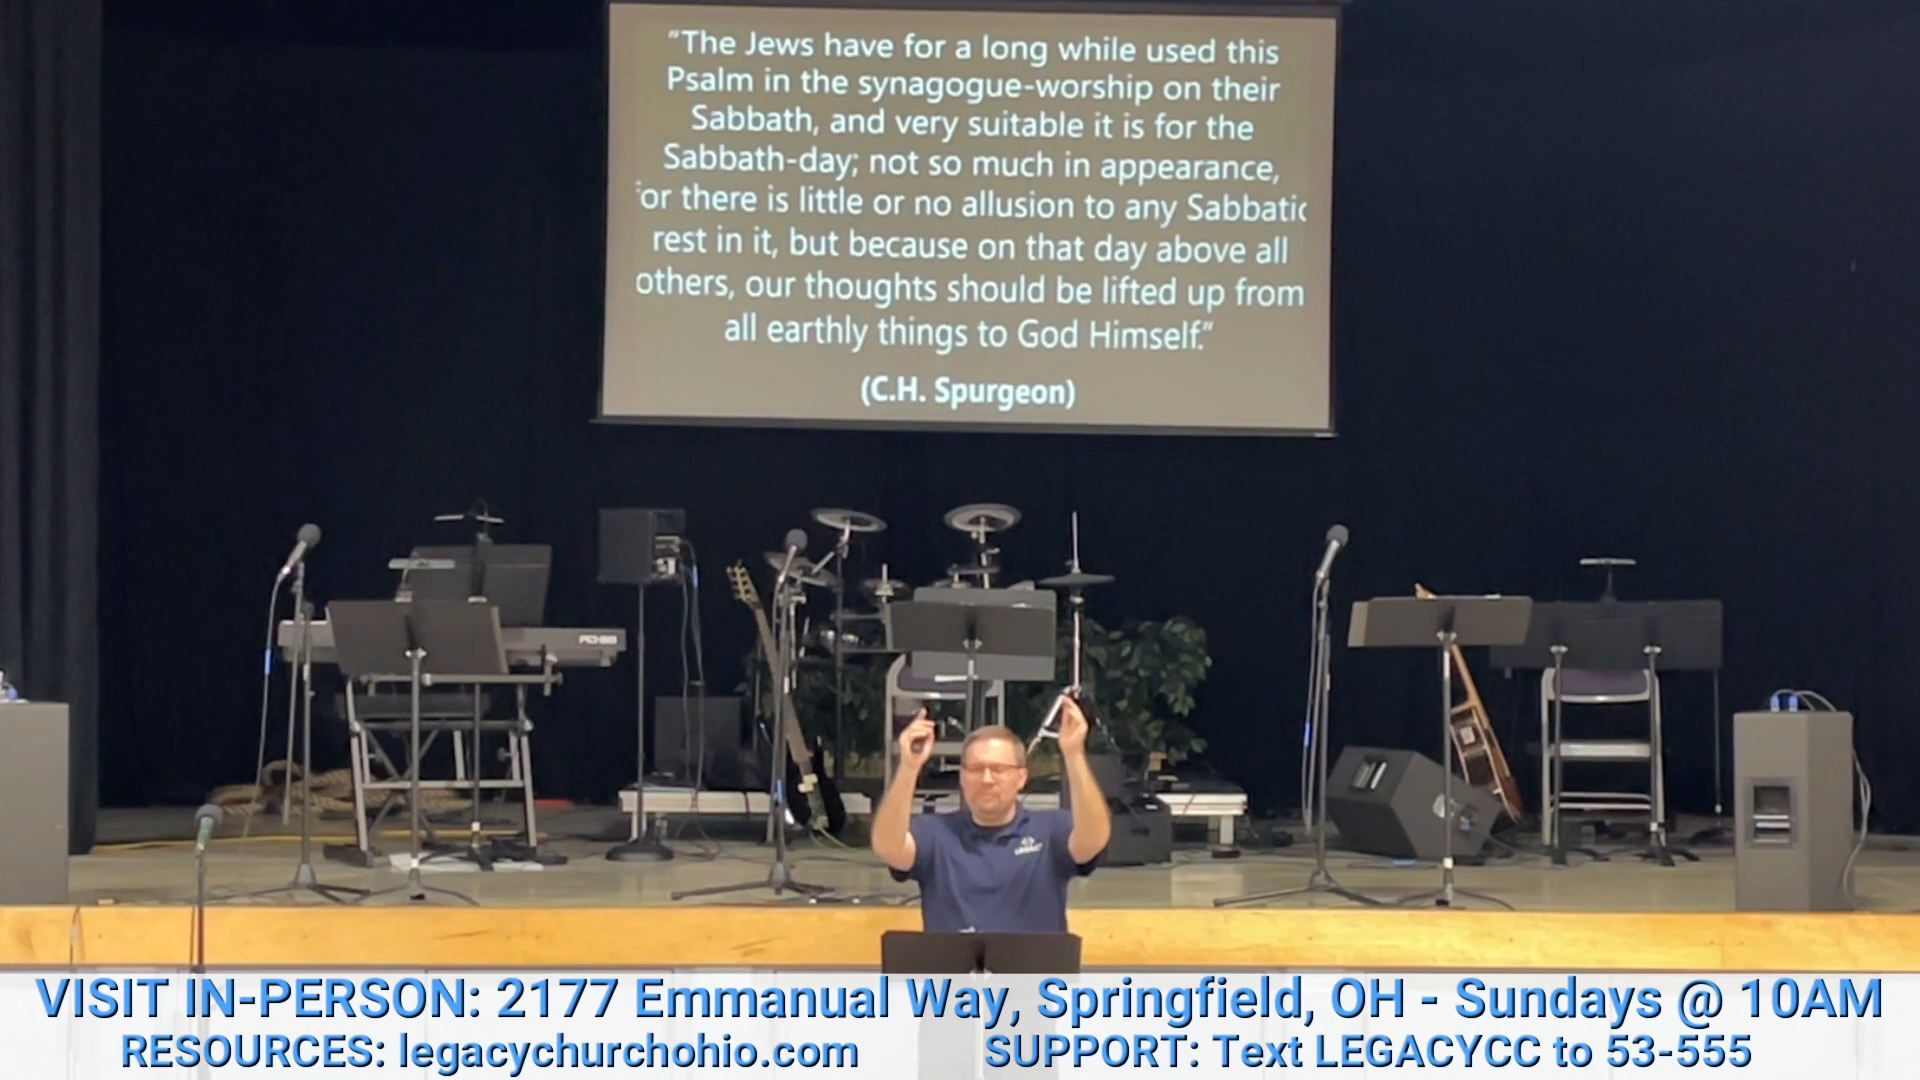 “The Jews have for a long while used this
Psalm in the synagogue-worship on their
Sabbath, and very suitable it is for the
Sabbath-day; not so much in appearance,
for there is little or no allusion to any Sabbatic
rest in it, but because on that day above all
others, our thoughts should be lifted up from
all earthly things to God Himself.”
(C.H. Spurgeon)
VISIT IN-PERSON: 2177 Emmanual Way, Springfield, OH - Sundays @ 10AM
RESOURCES: legacychurchohio.com
SUPPORT: Text LEGACYCC to 53-555